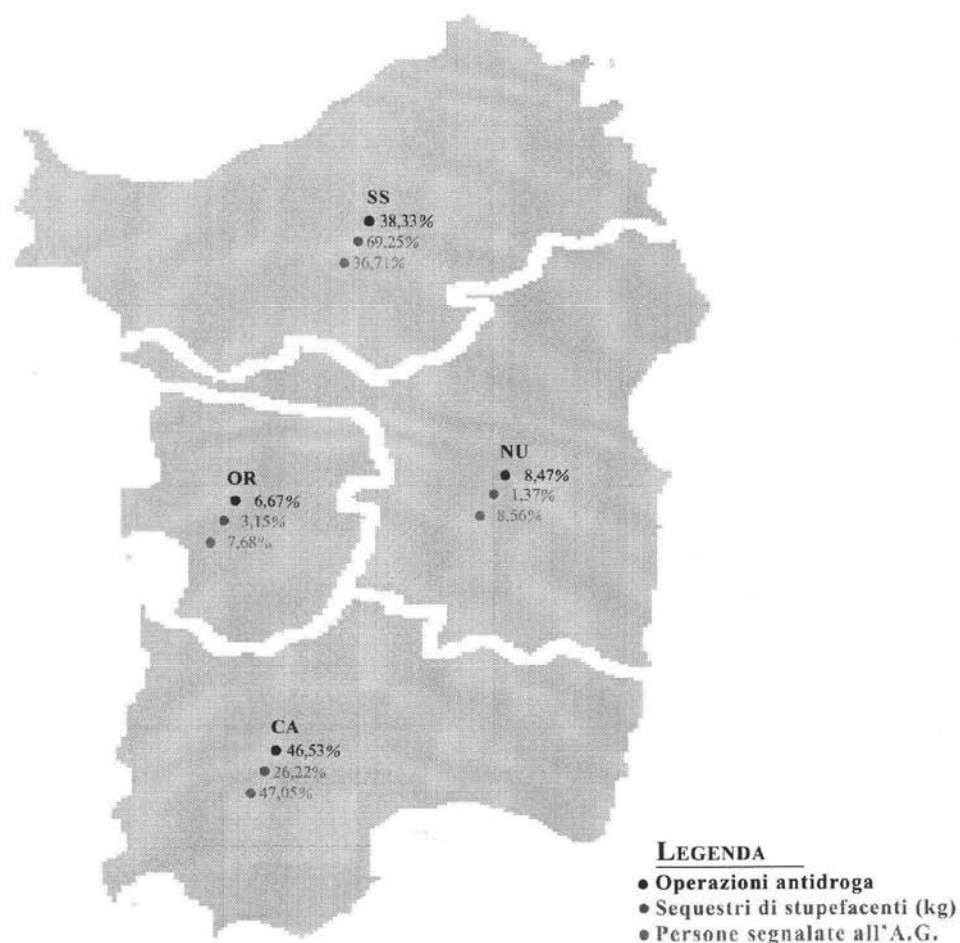 SS
38,33%
69,25%
36,71%
NU
8,47%
1,37%
8,56%
OR
6,67%
3,15%
7,68%
CA
46,53%
26,22%
47,05%
LEGENDA
Operazioni antidroga
Sequestri di stupefacenti (kg)
Persone segnalate all'A.G.